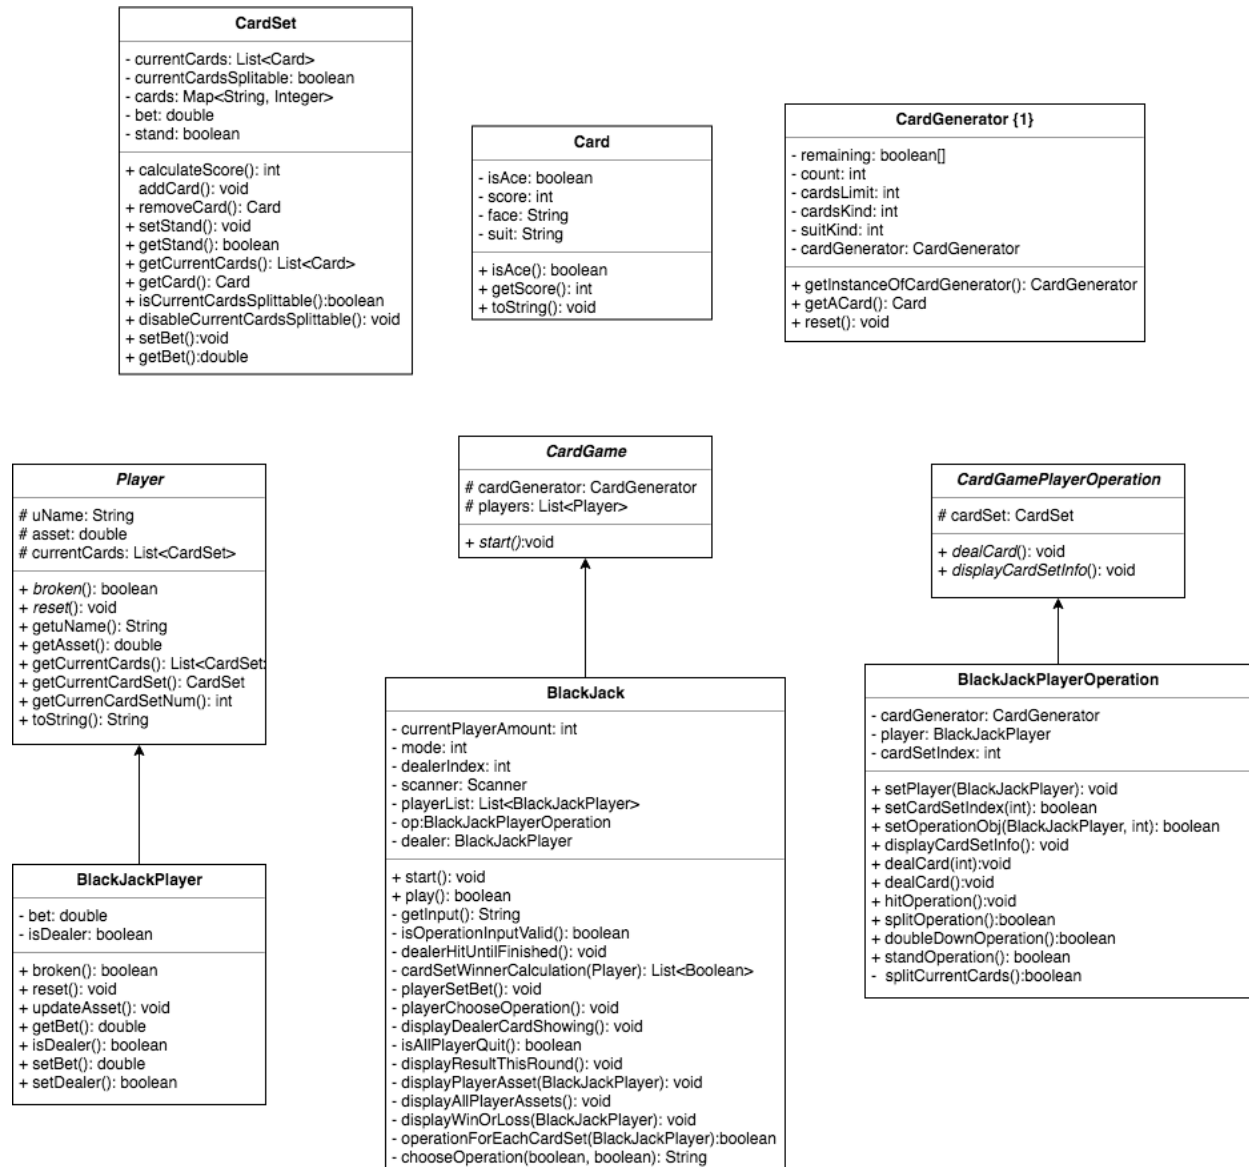 CardSet
- currentCards: List<Card>
- currentCardsSplitable: boolean
- cards: Map<String, Integer>
- bet: double
- stand: boolean
+ calculateScore(): int
addCard(): void
+ removeCard(): Card
+ setStand(): void
+ getStand(): boolean
+ getCurrentCards(): List<Card>
+ getCard(): Card
+ isCurrentCardsSplittable():boolean
+ disableCurrentCardsSplittable(): void
+ setBet():void
+ getBet():double
Card
- isAce: boolean
- score: int
- face: String
- suit: String
+ isAce(): boolean
+ getScore(): int
+ toString(): void
CardGenerator {1}
- remaining: boolean[]
- count: int
- cardsLimit: int
- cardsKind: int
- suitKind: int
- cardGenerator: CardGenerator
+ getInstanceOfCardGenerator(): CardGenerator
+ getACard(): Card
+ reset(): void
Player
# uName: String
# asset: double
# currentCards: List<CardSet>
+ broken(): boolean
+ reset(): void
+ getuName(): String
+ getAsset(): double
+ getCurrentCards(): List<CardSet>
+ getCurrentCardSet(): CardSet
+ getCurrenCardSetNum(): int
+ toString(): String
CardGame
# cardGenerator: CardGenerator
# players: List<Player>
+ start():void
CardGamePlayerOperation
# cardSet: CardSet
+ dealCard(): void
+ displayCardSetInfo(): void
BlackJackPlayer
- bet: double
- isDealer: boolean
+ broken(): boolean
+ reset(): void
+ updateAsset(): void
+ getBet(): double
+ isDealer(): boolean
+ setBet(): double
+ setDealer(): boolean
BlackJack
- currentPlayerAmount: int
- mode: int
- dealerIndex: int
- scanner: Scanner
- playerList: List<BlackJackPlayer>
- op:BlackJackPlayerOperation
- dealer: BlackJackPlayer
+ start(): void
+ play(): boolean
- getInput(): String
- isOperationInputValid(): boolean
- dealerHitUntilFinished(): void
- cardSetWinnerCalculation(Player): List<Boolean>
- playerSetBet(): void
- playerChooseOperation(): void
- displayDealerCardShowing(): void
- isAllPlayerQuit(): boolean
- displayResultThisRound(): void
- displayPlayerAsset(BlackJackPlayer): void
- displayAllPlayerAssets(): void
- displayWinOrLoss(BlackJackPlayer): void
- operationForEachCardSet(BlackJackPlayer):boolean
- chooseOperation(boolean, boolean): String
BlackJackPlayerOperation
- cardGenerator: CardGenerator
- player: BlackJackPlayer
- cardSetIndex: int
+ setPlayer(BlackJackPlayer): void
+ setCardSetIndex(int): boolean
+ setOperationObj(BlackJackPlayer, int): boolean
+ displayCardSetInfo(): void
+ dealCard(int):void
+ dealCard():void
+ hitOperation():void
+ splitOperation():boolean
+ doubleDownOperation():boolean
+ standOperation(): boolean
- splitCurrentCards():boolean